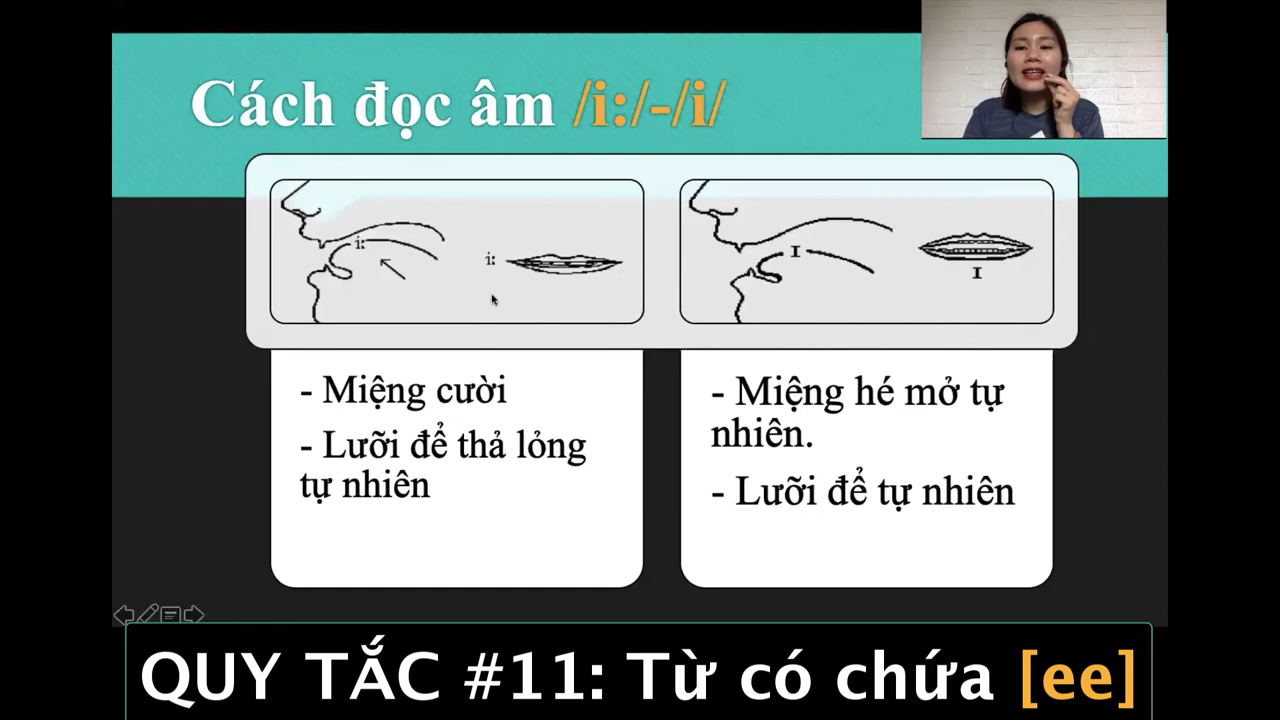 Cách đọc âm /i:/-/i/
i:
i:
I
I
- Miệng cười
- Lưỡi để thả lỏng
tự nhiên
- Miệng hé mở tự
nhiên.
- Lưỡi để tự nhiên
QUY TẮC #11: Từ có chứa [ee]